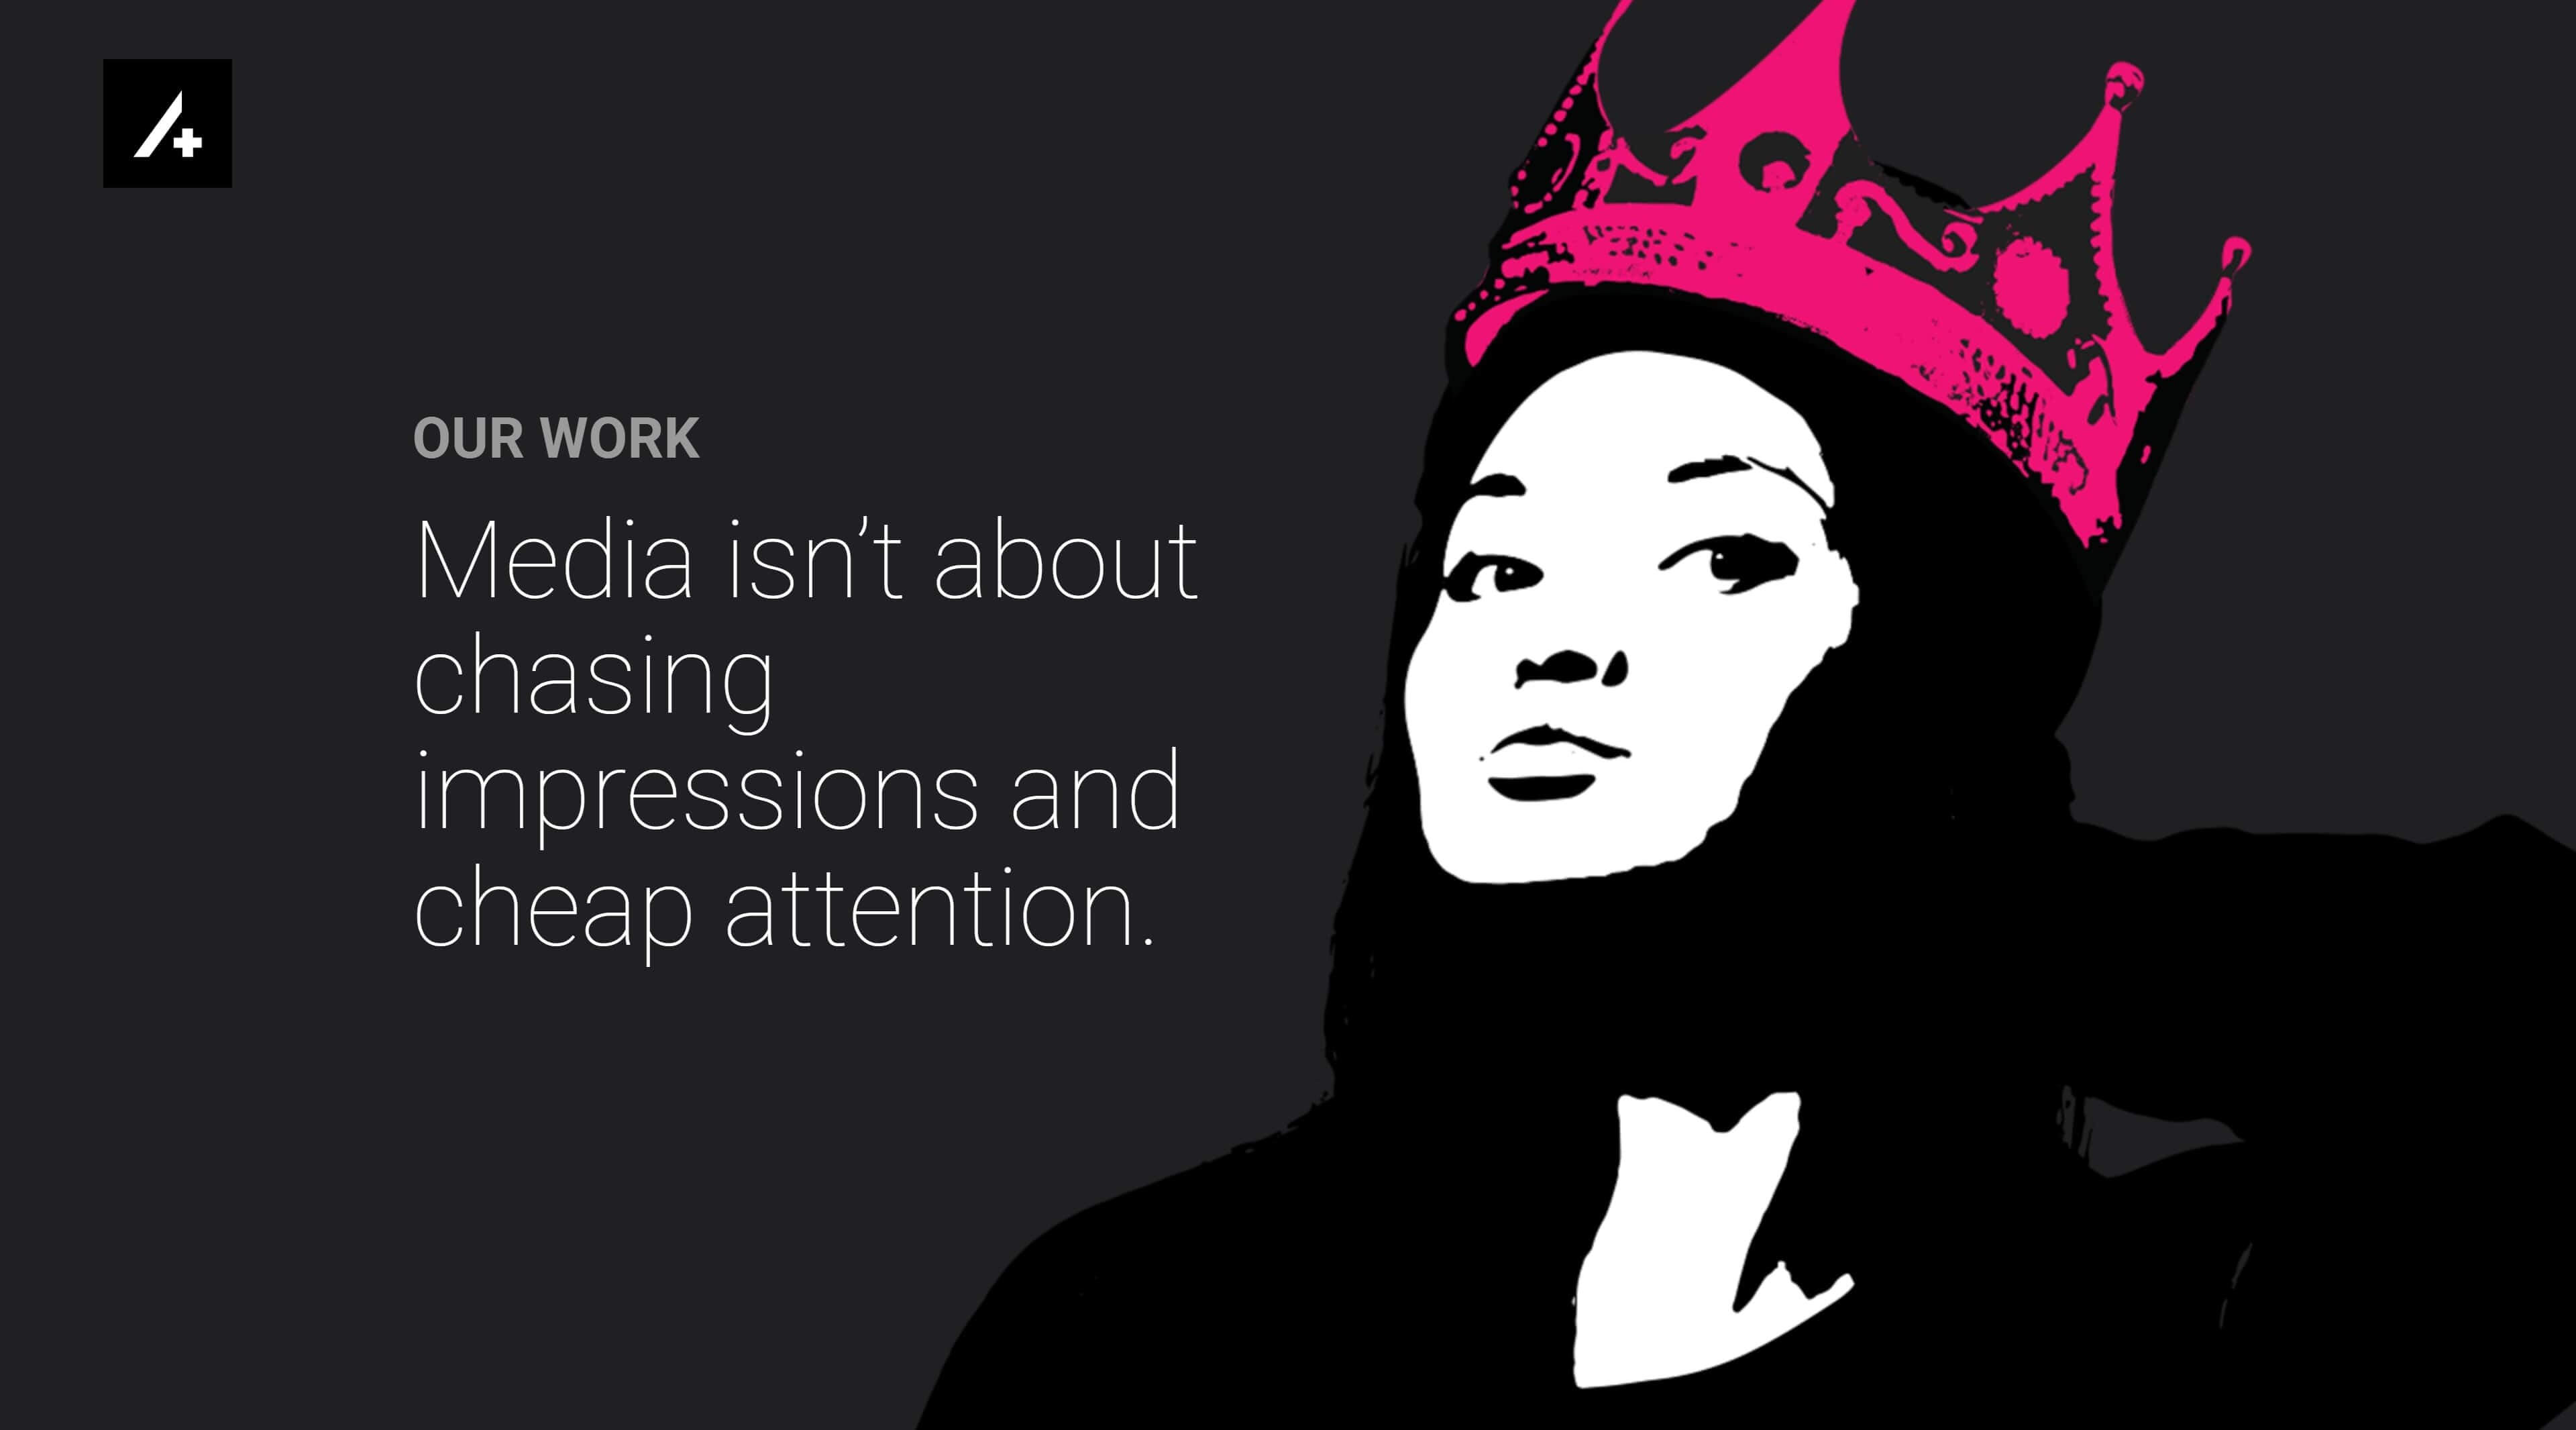 OUR WORK
Media isn’t about
chasing
impressions and
cheap attention.